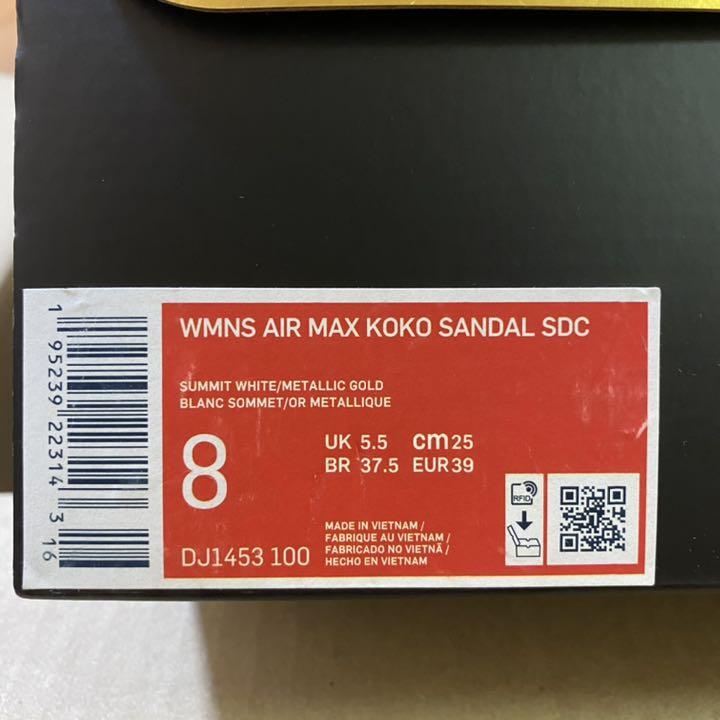 WMNS AIR MAX KOKO SANDAL SDC
SUMMIT WHITE/METALLIC GOLD
BLANC SOMMET/OR METALLIQUE
8
UK 5.5 cm 25
BR 37.5 EUR 39
DJ1453 100
MADE IN VIETNAM /
FABRIQUE AU VIETNAM /
FABRICADO NO VIETNÃ /
HECHO EN VIETNAM
RFID
1 95239 22314 3 16